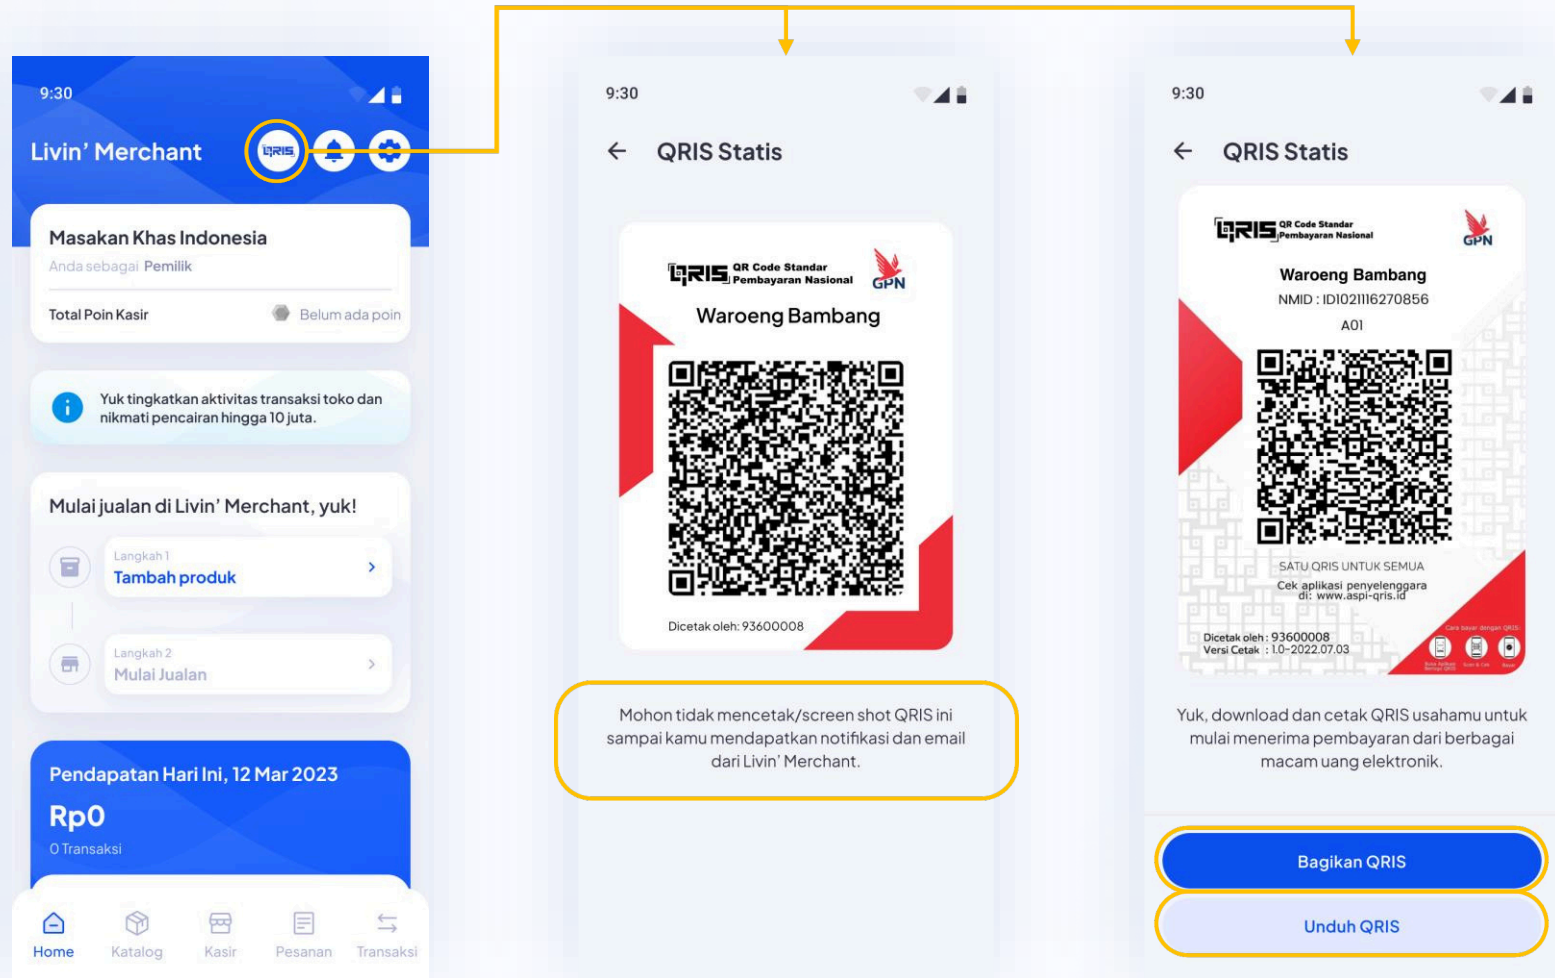 9:30
Livin' Merchant
QRIS
Masakan Khas Indonesia
Anda sebagai Pemilik
Total Poin Kasir
Belum ada poin
Yuk tingkatkan aktivitas transaksi toko dan
nikmati pencairan hingga 10 juta.
Mulai jualan di Livin' Merchant, yuk!
Langkah 1
Tambah produk
Langkah 2
Mulai Jualan
Pendapatan Hari Ini, 12 Mar 2023
Rp0
0 Transaksi
Home
Katalog
Kasir
Pesanan
Transaksi
9:30
QRIS Statis
QRIS
QR Code Standar
Pembayaran Nasional
GPN
Waroeng Bambang
Dicetak oleh: 93600008
Mohon tidak mencetak/screen shot QRIS ini
sampai kamu mendapatkan notifikasi dan email
dari Livin' Merchant.
9:30
QRIS Statis
QRIS
QR Code Standar
Pembayaran Nasional
GPN
Waroeng Bambang
NMID : ID1021116270856
A01
SATU QRIS UNTUK SEMUA
Cek aplikasi penyelenggara
di: www.aspi-qris.id
Dicetak oleh : 93600008
Versi Cetak : 1.0-2022.07.03
Cara bayar dengan QRIS:
Scan & Cek
Bayar
Yuk, download dan cetak QRIS usahamu untuk
mulai menerima pembayaran dari berbagai
macam uang elektronik.
Bagikan QRIS
Unduh QRIS